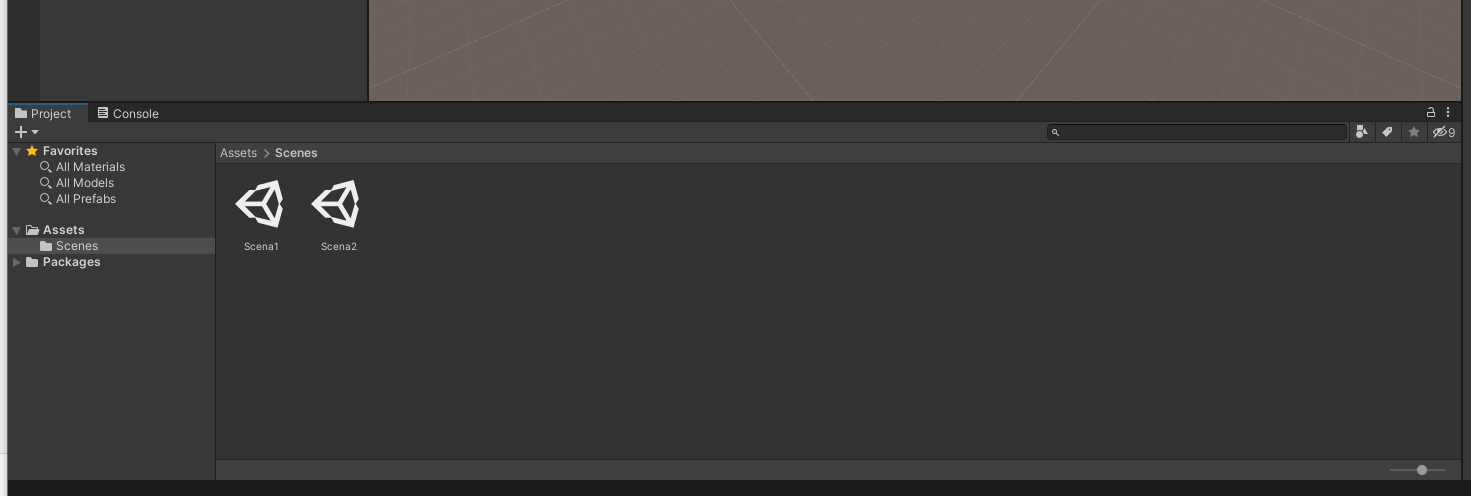 Project
Console
9
Favorites
All Materials
All Models
All Prefabs
Assets
Scenes
Packages
Assets > Scenes
Scena1
Scena2